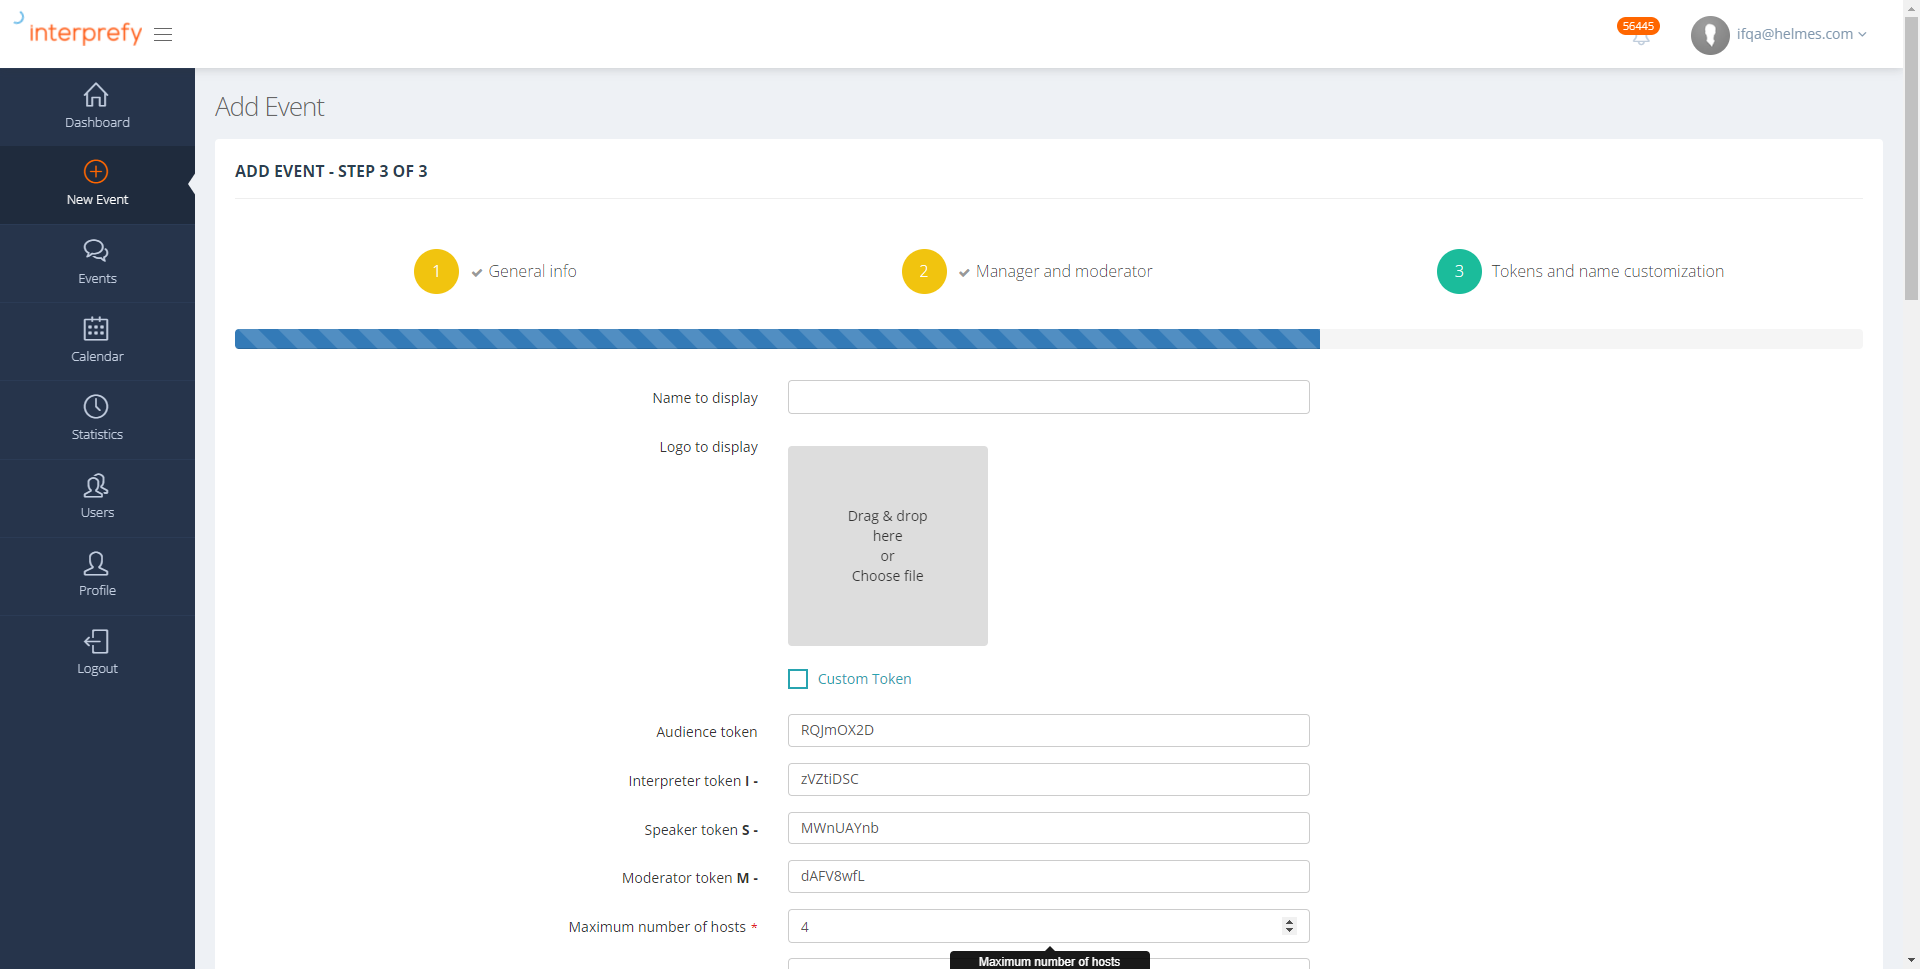 interprefy
56445
ifqa@helmes.com
Dashboard
New Event
Events
Calendar
Statistics
Users
Profile
Logout
Add Event
ADD EVENT - STEP 3 OF 3
1 General info
2 Manager and moderator
3 Tokens and name customization
Name to display
Logo to display
Drag & drop
here
or
Choose file
Custom Token
Audience token RQJmOX2D
Interpreter token I - zVZtiDSC
Speaker token S - MWnUAYnb
Moderator token M - dAFV8wfL
Maximum number of hosts * 4
Maximum number of hosts